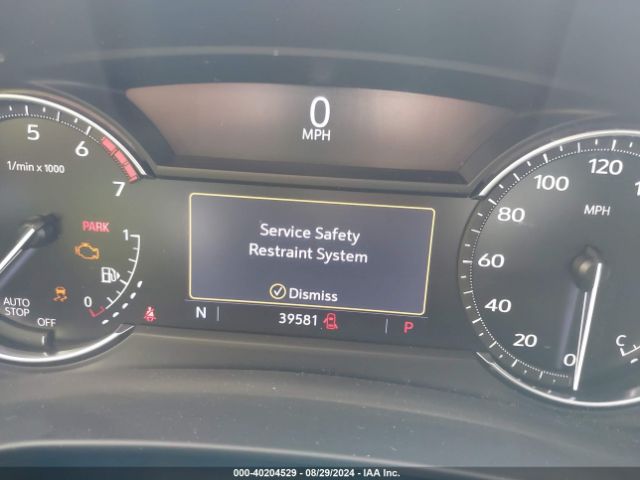 0
MPH
5
6
7
1/min x 1000
PARK
1
0
AUTO
STOP
OFF
Service Safety
Restraint System
Dismiss
N
39581
P
120
100
80
60
40
20
0
MPH
C
000-40204529 - 08/29/2024 - IAA Inc.